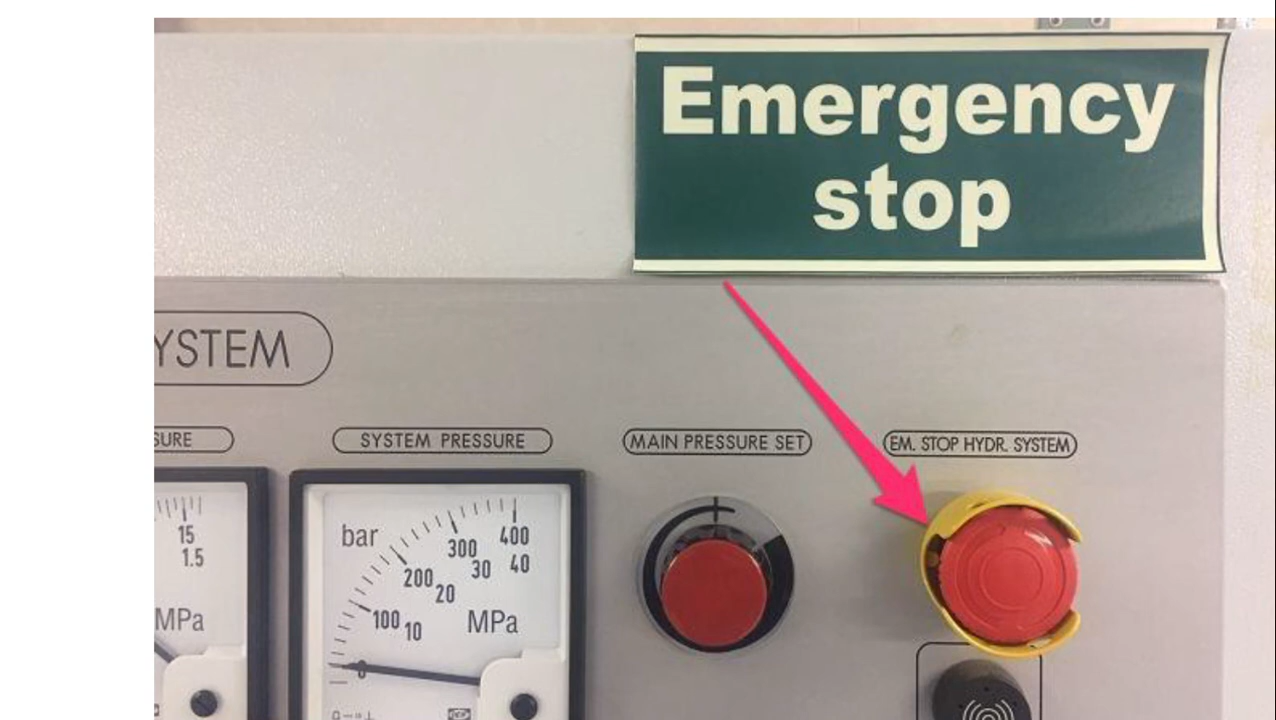 Emergency
stop
YSTEM
SURE
SYSTEM PRESSURE
MAIN PRESSURE SET
EM. STOP HYDR. SYSTEM
15
1.5
MPa
bar
400
300
40
30
200
20
100
10
MPa
0